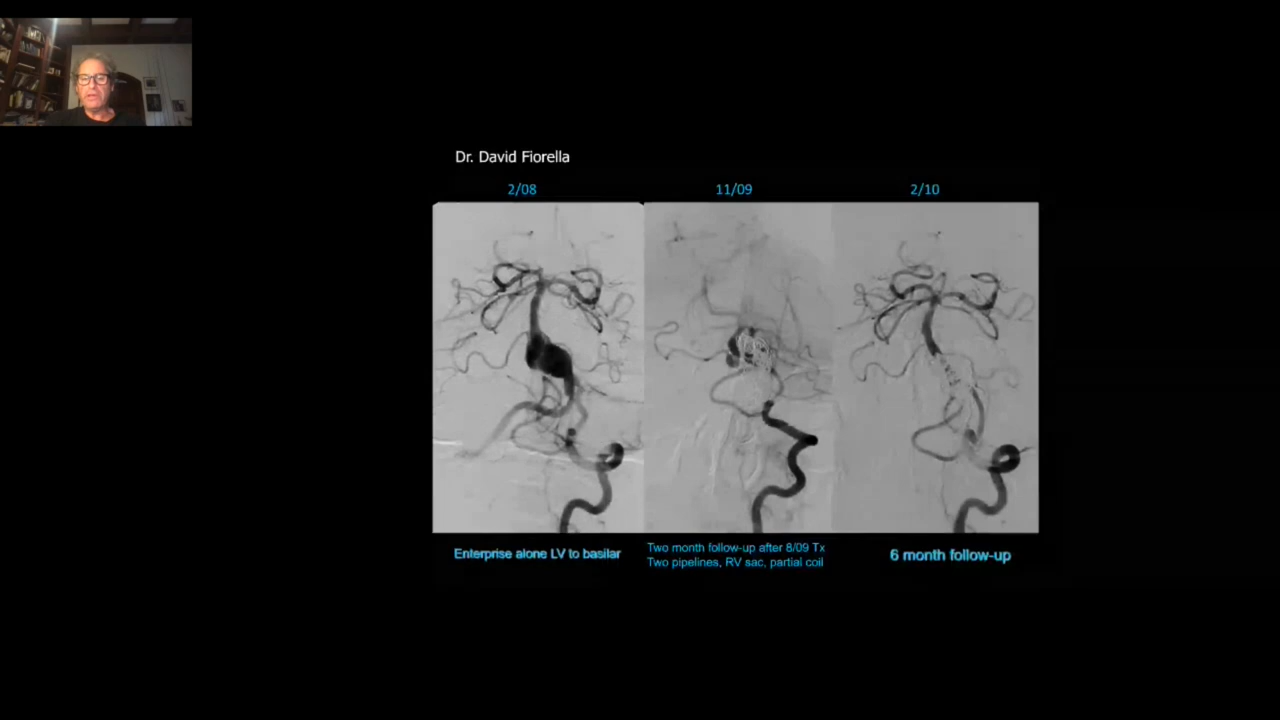 Dr. David Fiorella
2/08
11/09
2/10
Enterprise alone LV to basilar
Two month follow-up after 8/09 Tx
Two pipelines, RV sac, partial coil
6 month follow-up